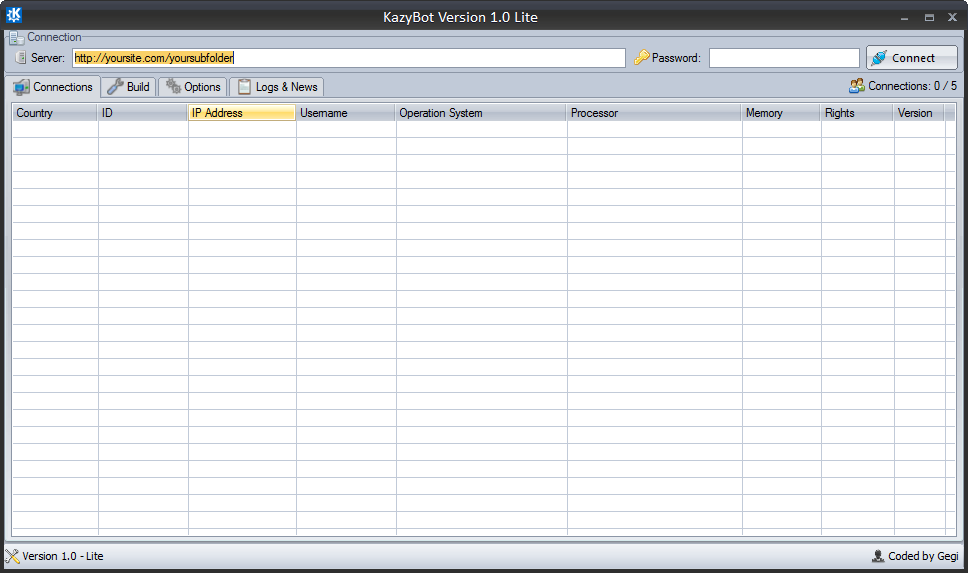 KazyBot Version 1.0 Lite
Connection
Server: http://yoursite.com/yoursubfolder Password: Connect
Connections Build Options Logs & News Connections: 0 / 5
Country ID IP Address Username Operation System Processor Memory Rights Version
Version 1.0 - Lite Coded by Gegi